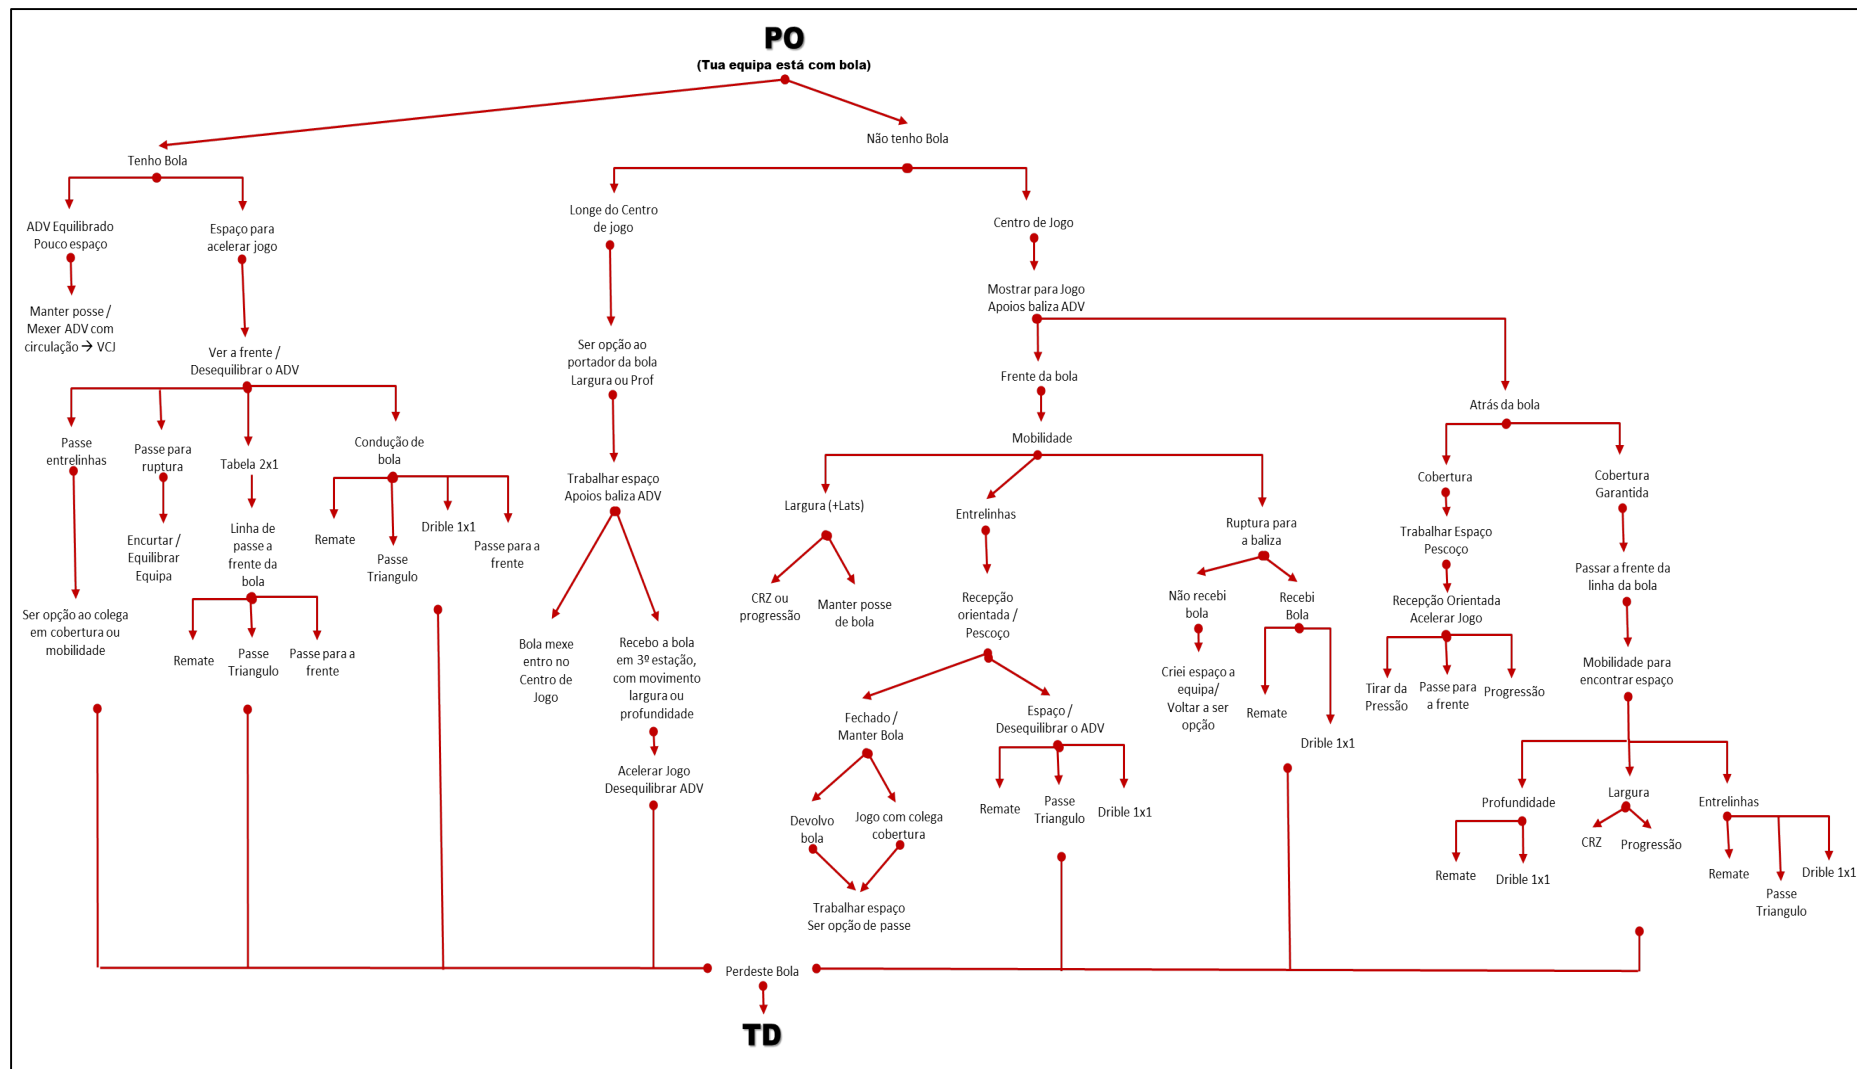 PO
(Tua equipa está com bola)
Tenho Bola
Não tenho Bola
ADV Equilibrado
Pouco espaço
Manter posse /
Mexer ADV com
circulação → VCJ
Espaço para
acelerar jogo
Ver a frente /
Desequilibrar o ADV
Passe
entrelinhas
Ser opção ao colega
em cobertura ou
mobilidade
Passe para
ruptura
Encurtar /
Equilibrar
Equipa
Tabela 2x1
Linha de
passe a
frente da
bola
Remate
Passe
Triangulo
Passe para a
frente
Condução de
bola
Remate
Passe
Triangulo
Drible 1x1
Passe para a
frente
Longe do Centro
de jogo
Ser opção ao
portador da bola
Largura ou Prof
Trabalhar espaço
Apoios baliza ADV
Bola mexe
entro no
Centro de
Jogo
Recebo a bola
em 3º estação,
com movimento
largura ou
profundidade
Acelerar Jogo
Desequilibrar ADV
Centro de Jogo
Mostrar para Jogo
Apoios baliza ADV
Frente da bola
Mobilidade
Largura (+Lats)
CRZ ou
progressão
Manter posse
de bola
Entrelinhas
Recepção
orientada /
Pescoço
Fechado /
Manter Bola
Devolvo
bola
Jogo com colega
cobertura
Trabalhar espaço
Ser opção de passe
Espaço /
Desequilibrar o ADV
Remate
Passe
Triangulo
Drible 1x1
Ruptura para
a baliza
Não recebi
bola
Criei espaço a
equipa/
Voltar a ser
opção
Recebi
Bola
Remate
Drible 1x1
Atrás da bola
Cobertura
Trabalhar Espaço
Pescoço
Recepção Orientada
Acelerar Jogo
Tirar da
Pressão
Passe para
a frente
Progressão
Cobertura
Garantida
Passar a frente da
linha da bola
Mobilidade para
encontrar espaço
Profundidade
Remate
Drible 1x1
Largura
CRZ
Progressão
Entrelinhas
Remate
Passe
Triangulo
Drible 1x1
Perdeste Bola
TD